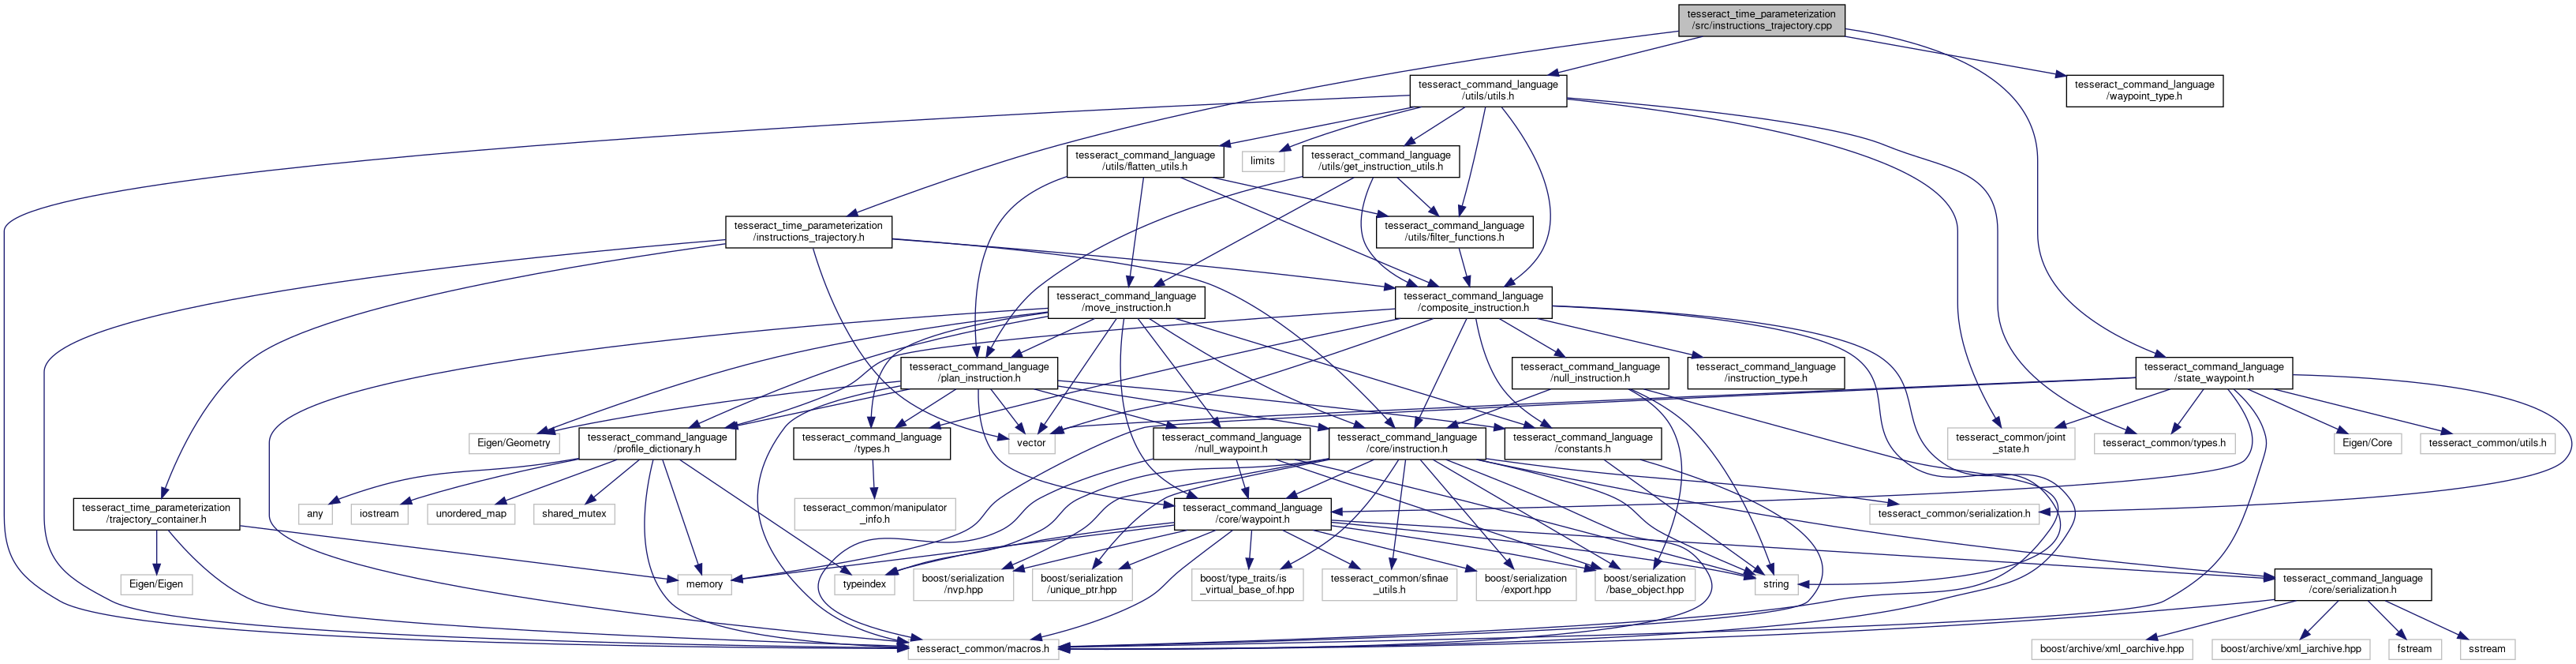 tesseract_time_parameterization
/src/instructions_trajectory.cpp
tesseract_command_language
/utils/utils.h
tesseract_command_language
/waypoint_type.h
tesseract_command_language
/utils/flatten_utils.h
limits
tesseract_command_language
/utils/get_instruction_utils.h
tesseract_time_parameterization
/instructions_trajectory.h
tesseract_command_language
/utils/filter_functions.h
tesseract_command_language
/move_instruction.h
tesseract_command_language
/composite_instruction.h
tesseract_command_language
/plan_instruction.h
tesseract_command_language
/null_instruction.h
tesseract_command_language
/instruction_type.h
tesseract_command_language
/state_waypoint.h
Eigen/Geometry
tesseract_command_language
/profile_dictionary.h
tesseract_command_language
/types.h
vector
tesseract_command_language
/null_waypoint.h
tesseract_command_language
/core/instruction.h
tesseract_command_language
/constants.h
tesseract_common/joint
_state.h
tesseract_common/types.h
Eigen/Core
tesseract_common/utils.h
tesseract_time_parameterization
/trajectory_container.h
any
iostream
unordered_map
shared_mutex
tesseract_common/manipulator
_info.h
tesseract_command_language
/core/waypoint.h
tesseract_common/serialization.h
Eigen/Eigen
memory
typeindex
boost/serialization
/nvp.hpp
boost/serialization
/unique_ptr.hpp
boost/type_traits/is
_virtual_base_of.hpp
tesseract_common/sfinae
_utils.h
boost/serialization
/export.hpp
boost/serialization
/base_object.hpp
string
tesseract_command_language
/core/serialization.h
tesseract_common/macros.h
boost/archive/xml_oarchive.hpp
boost/archive/xml_iarchive.hpp
fstream
sstream